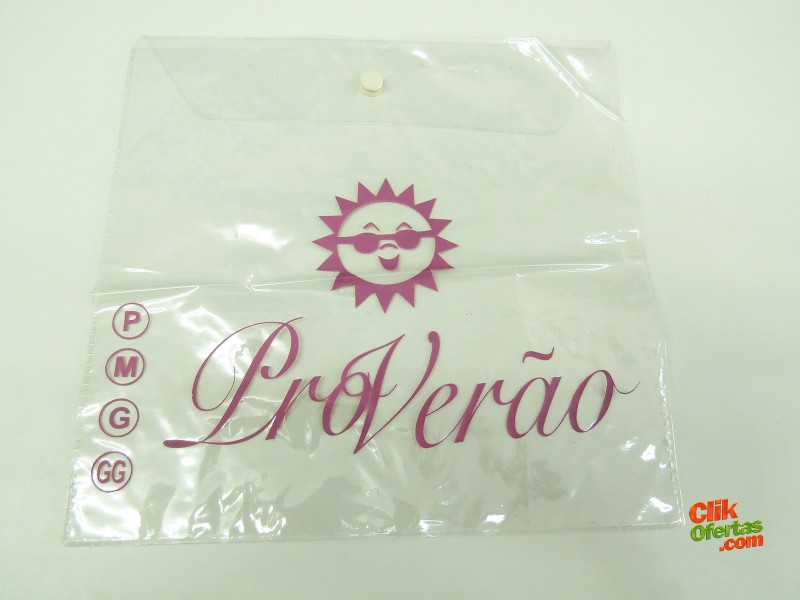 P
M
G
GG
ProVerão
Clik
Ofertas
.com